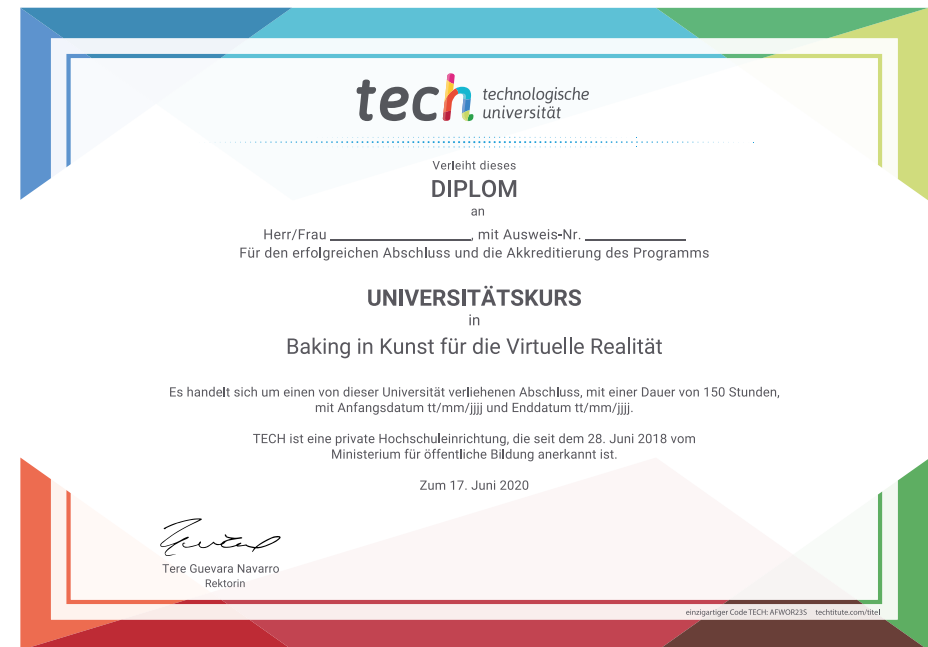 tech technologische
universität
Verleiht dieses
DIPLOM
an
Herr/Frau ____________________, mit Ausweis-Nr. ______________
Für den erfolgreichen Abschluss und die Akkreditierung des Programms
UNIVERSITÄTSKURS
in
Baking in Kunst für die Virtuelle Realität
Es handelt sich um einen von dieser Universität verliehenen Abschluss, mit einer Dauer von 150 Stunden,
mit Anfangsdatum tt/mm/jjjj und Enddatum tt/mm/jjjj.
TECH ist eine private Hochschuleinrichtung, die seit dem 28. Juni 2018 vom
Ministerium für öffentliche Bildung anerkannt ist.
Zum 17. Juni 2020
Tere Guevara Navarro
Rektorin
einzigartiger Code TECH: AFWOR23S techtitute.com/titel